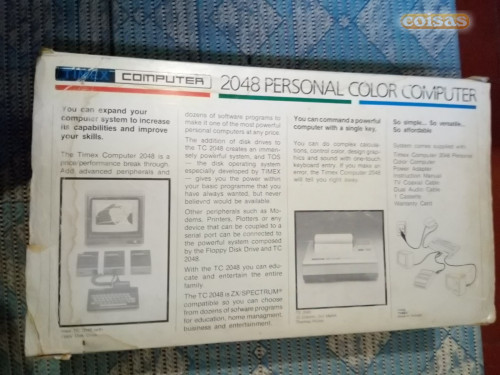 coisas
TIMEX COMPUTER 2048 PERSONAL COLOR COMPUTER
You can expand your
computer system to increase
its capabilities and improve
your skills.
The Timex Computer 2048 is a
price/performance break through.
Add advanced peripherals and
dozens of software programs to
make it one of the most powerful
personal computers at any price.
The addition of disk drives to
the TC 2048 creates an immen-
sely powerful system, and TOS
— the disk operating system
especially developed by TIMEX
— gives you the power within
your basic programme that you
have always wanted, but never
believed would be available.
Other peripherals such as Mo-
dems, Printers, Plotters or any
device that can be coupled to a
serial port can be connected to
the powerful system composed
by the Floppy Disk Drive and TC
2048.
With the TC 2048 you can edu-
cate and entertain the entire
family.
The TC 2048 is ZX/SPECTRUM®
compatible so you can choose
from dozens of software programs
for education, home managment,
business and entertainment.
You can commend a powerful
computer with a single key.
You can do complex calcula-
tions, control color, design grap-
hics and sound with one-touch
keyboard entry. If you make an
error, the Timex Computer 2048
will tell you right away.
So simple... So versatile...
So affordable
System comes supplied with:
Timex Computer 2048 Personal
Color Computer
Power Adapter
Instruction Manual
TV Coaxial Cable
Dual Audio Cable
1 Cassette
Warranty Card